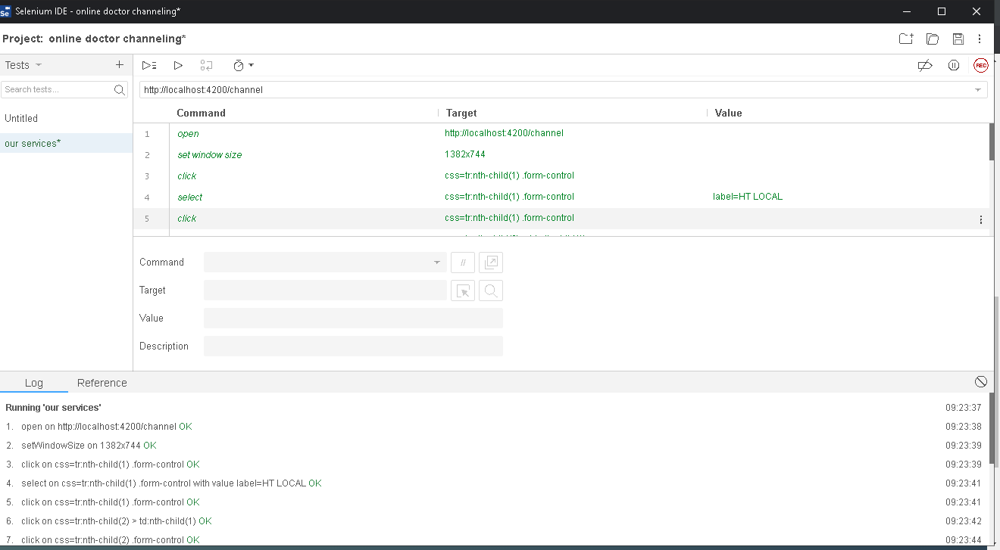 Selenium IDE - online doctor channeling*
Project: online doctor channeling*
Tests
Search tests...
Untitled
our services*
REC
http://localhost:4200/channel
Command Target Value
1 open http://localhost:4200/channel
2 set window size 1382x744
3 click css=tr:nth-child(1) .form-control
4 select css=tr:nth-child(1) .form-control label=HT LOCAL
5 click css=tr:nth-child(1) .form-control
Command //
Target
Value
Description
Log Reference
Running 'our services' 09:23:37
1. open on http://localhost:4200/channel OK 09:23:38
2. setWindowSize on 1382x744 OK 09:23:39
3. click on css=tr:nth-child(1) .form-control OK 09:23:39
4. select on css=tr:nth-child(1) .form-control with value label=HT LOCAL OK 09:23:41
5. click on css=tr:nth-child(1) .form-control OK 09:23:41
6. click on css=tr:nth-child(2) > td:nth-child(1) OK 09:23:42
7. click on css=tr:nth-child(2) .form-control OK 09:23:44